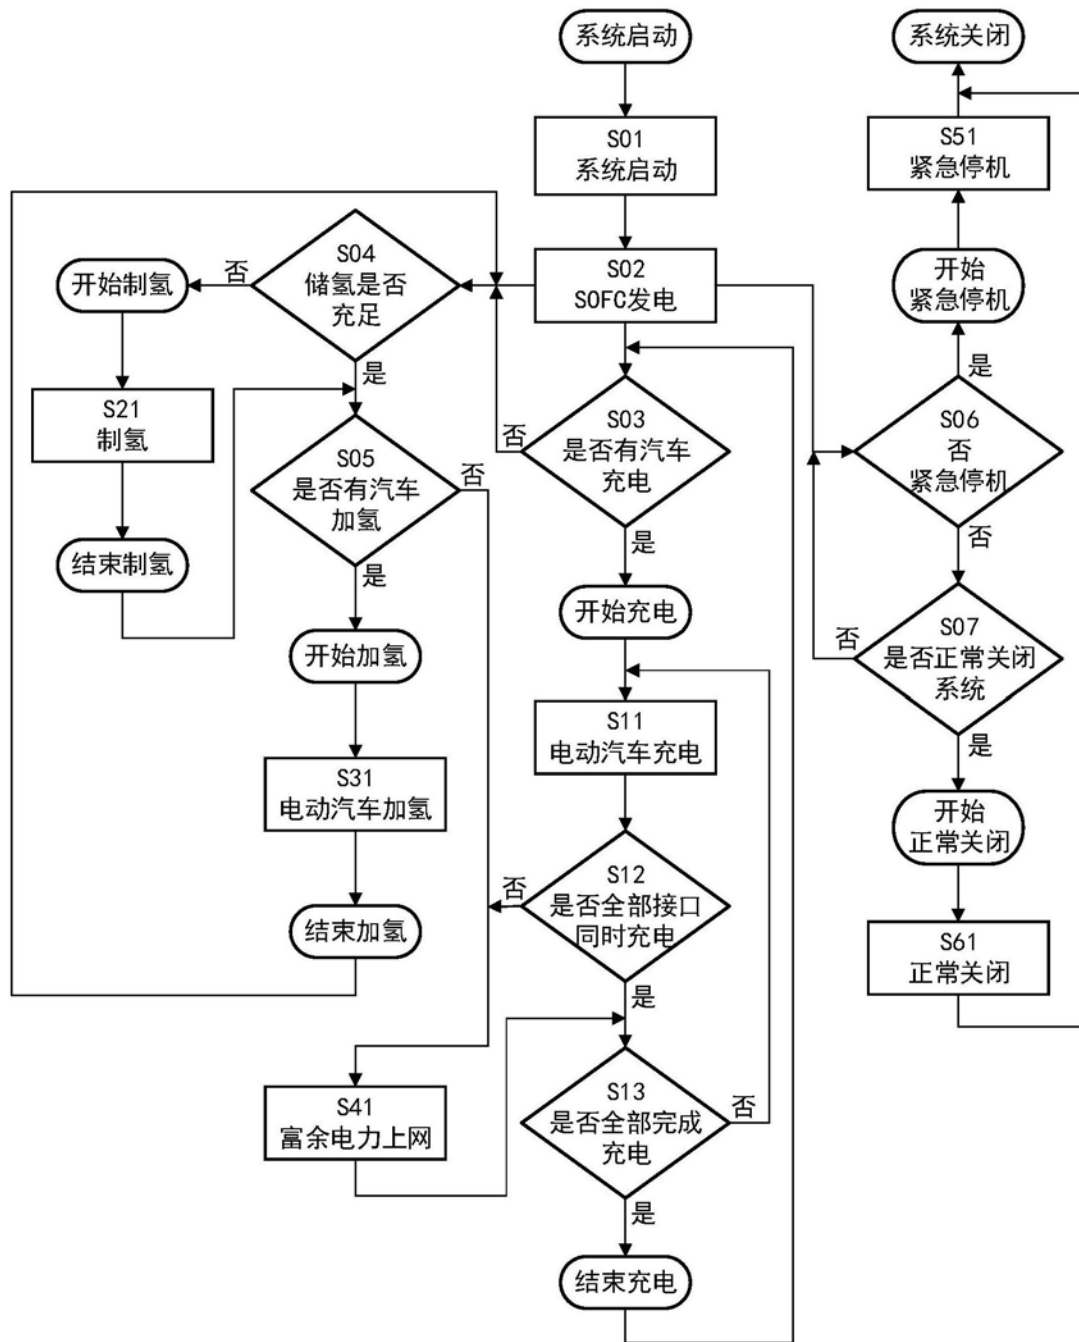 系统启动
系统关闭
S01
系统启动
S51
紧急停机
S04
储氢是否
充足
否
是
开始制氢
S02
SOFC发电
开始
紧急停机
是
S21
制氢
S05
是否有汽车
加氢
否
是
S03
是否有汽车
充电
否
是
S06
否
紧急停机
否
结束制氢
开始加氢
开始充电
S07
是否正常关闭
系统
否
是
S31
电动汽车加氢
S11
电动汽车充电
开始
正常关闭
结束加氢
S12
是否全部接口
同时充电
否
是
S61
正常关闭
S41
富余电力上网
S13
是否全部完成
充电
否
是
结束充电